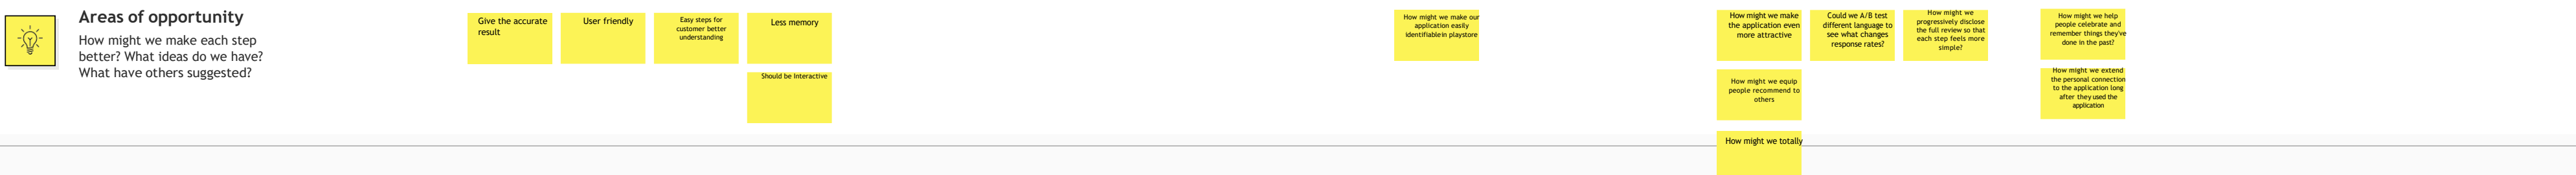 Areas of opportunity
How might we make each step
better? What ideas do we have?
What have others suggested?
Give the accurate
result
User friendly
Easy steps for
customer better
understanding
Less memory
Should be Interactive
How might we make our
application easily
identifiable in playstore
How might we make
the application even
more attractive
Could we A/B test
different language to
see what changes
response rates?
How might we
progressively disclose
the full review so that
each step feels more
simple?
How might we help
people celebrate and
remember things they've
done in the past?
How might we equip
people recommend to
others
How might we extend
the personal connection
to the application long
after they used the
application
How might we totally